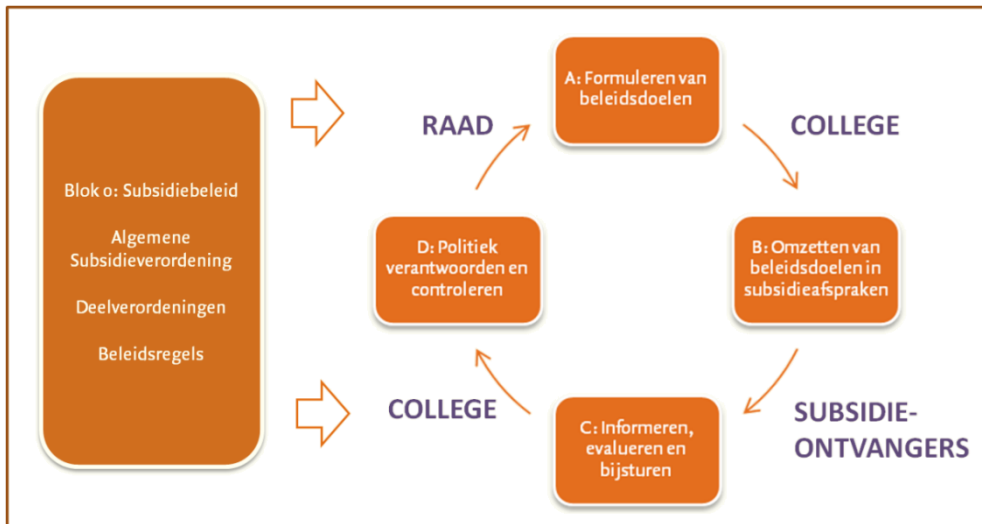 Blok 0: Subsidiebeleid
Algemene
Subsidieverordening
Deelverordeningen
Beleidsregels
RAAD
A: Formuleren van
beleidsdoelen
COLLEGE
D: Politiek
verantwoorden en
controleren
B: Omzetten van
beleidsdoelen in
subsidieafspraken
COLLEGE
C: Informeren,
evalueren en
bijsturen
SUBSIDIE-
ONTVANGERS